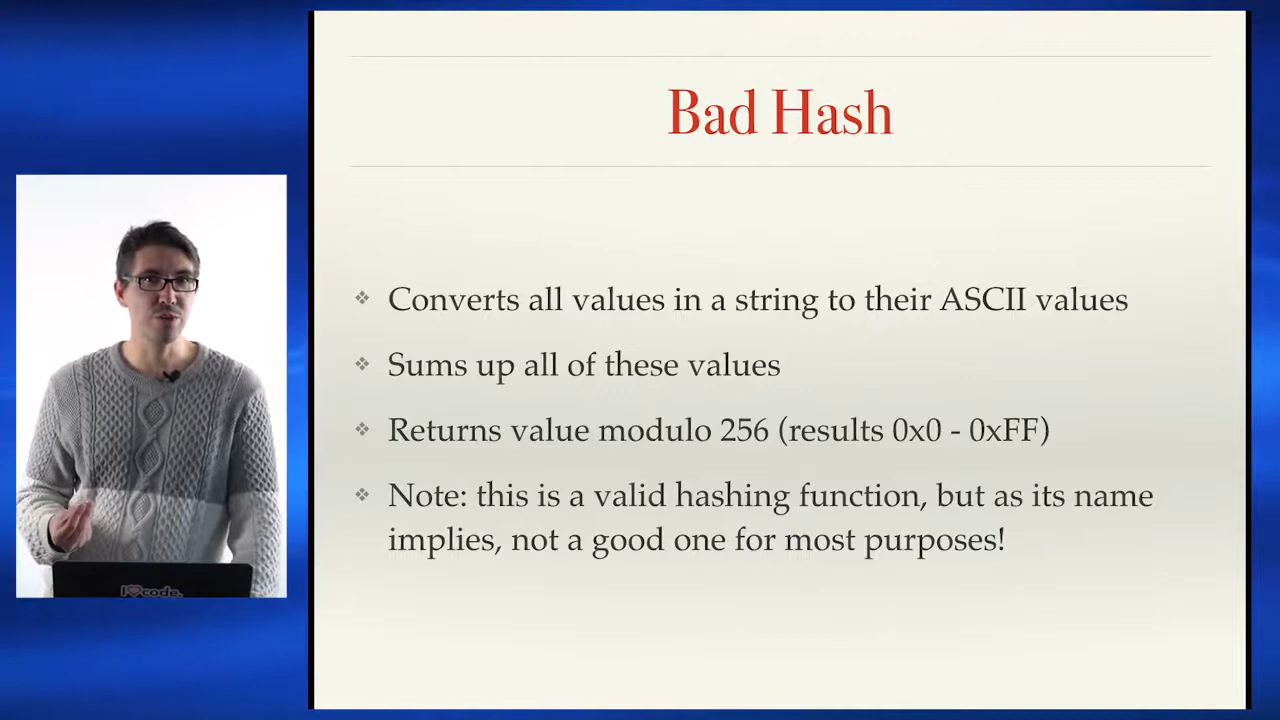 Bad Hash
Converts all values in a string to their ASCII values
Sums up all of these values
Returns value modulo 256 (results 0x0 - 0xFF)
Note: this is a valid hashing function, but as its name
implies, not a good one for most purposes!
I❤code.